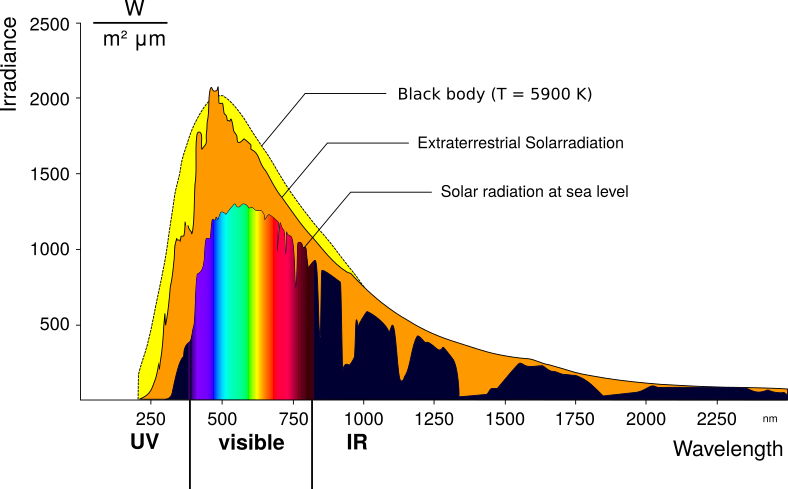 W
m² µm
Irradiance
2500
2000
1500
1000
500
Black body (T = 5900 K)
Extraterrestrial Solarradiation
Solar radiation at sea level
250 500 750 1000 1250 1500 1750 2000 2250 nm
UV visible IR
Wavelength